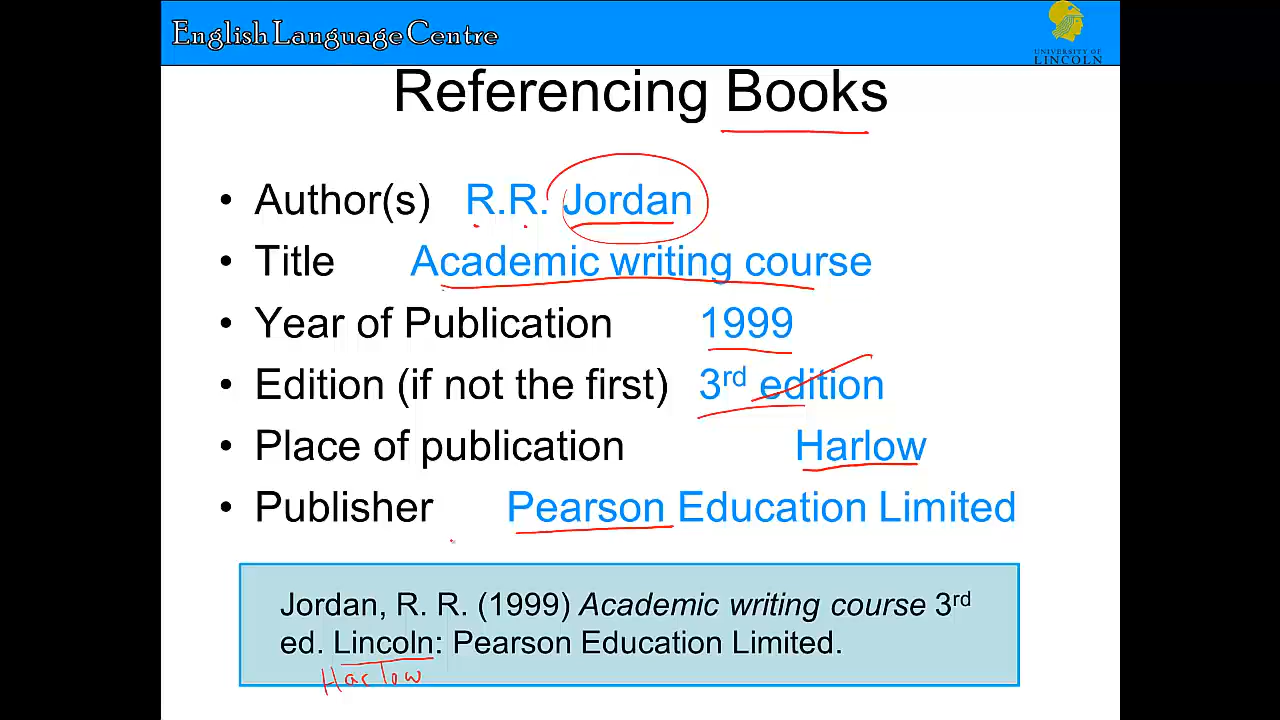 English Language Centre
UNIVERSITY OF
LINCOLN
Referencing Books
• Author(s) R.R. Jordan
• Title Academic writing course
• Year of Publication 1999
• Edition (if not the first) 3rd edition
• Place of publication Harlow
• Publisher Pearson Education Limited
Jordan, R. R. (1999) Academic writing course 3rd
ed. Lincoln: Pearson Education Limited.
Harlow